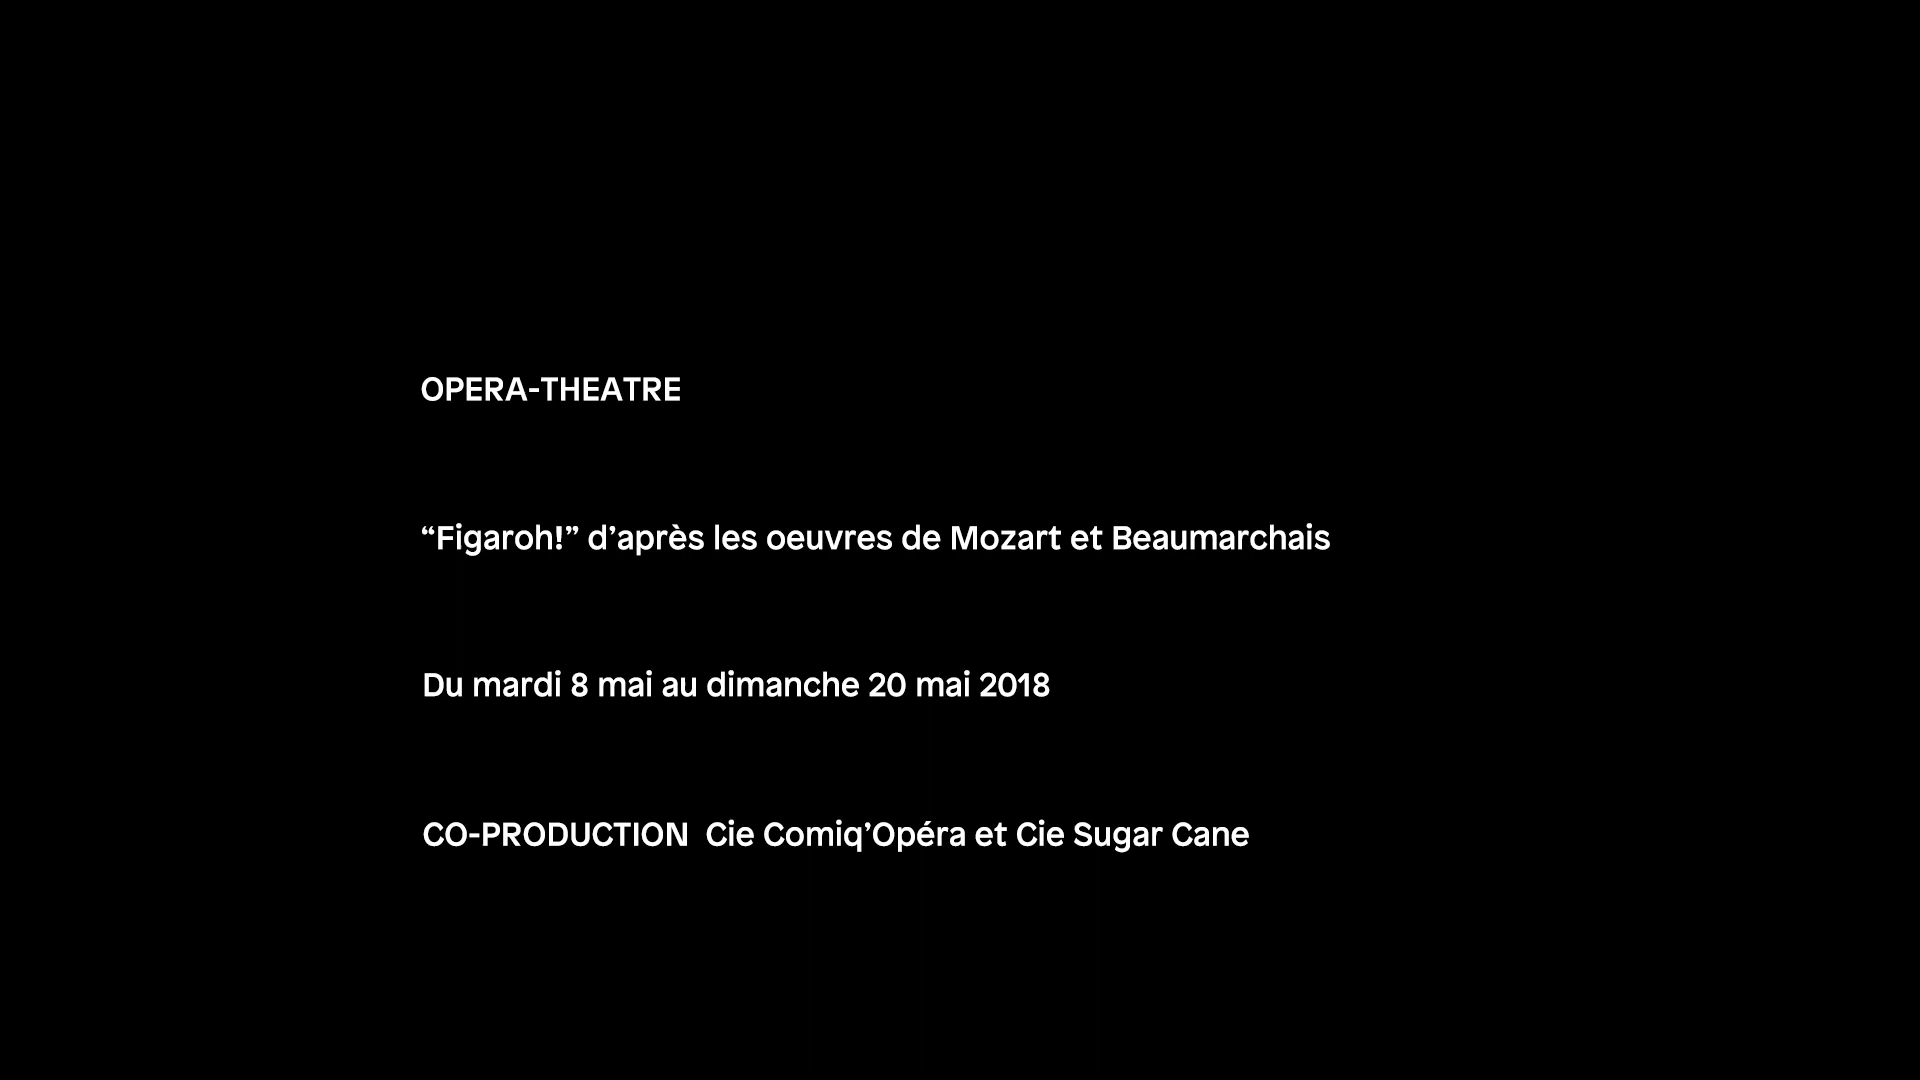 OPERA-THEATRE
“Figaroh!” d’après les oeuvres de Mozart et Beaumarchais
Du mardi 8 mai au dimanche 20 mai 2018
CO-PRODUCTION  Cie Comiq’Opéra et Cie Sugar Cane